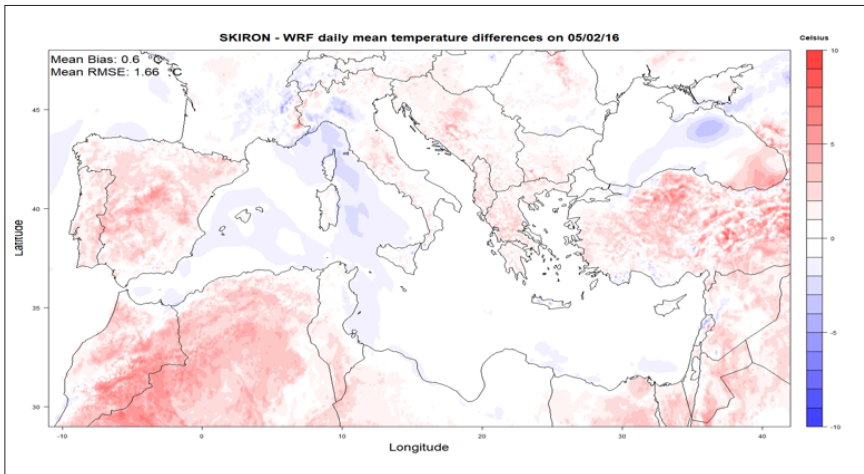 SKIRON - WRF daily mean temperature differences on 05/02/16
Celsius
Mean Bias: 0.6 °C
Mean RMSE: 1.66 °C
10
5
0
-5
-10
Latitude
45
40
35
30
-10
0
10
20
30
40
Longitude